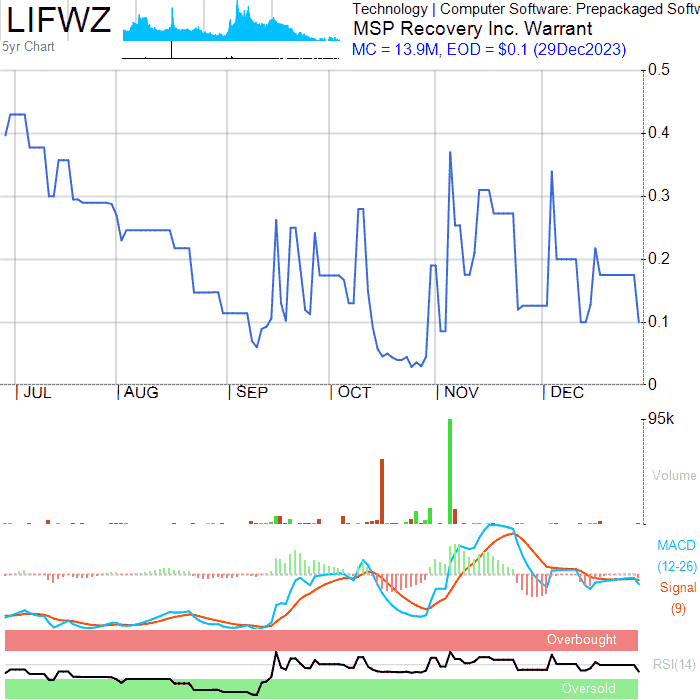 LIFWZ
5yr Chart
Technology | Computer Software: Prepackaged Softw
MSP Recovery Inc. Warrant
MC = 13.9M, EOD = $0.1 (29Dec2023)
0.5
0.4
0.3
0.2
0.1
0
JUL AUG SEP OCT NOV DEC
95k
Volume
MACD
(12-26)
Signal
(9)
Overbought
RSI(14)
Oversold